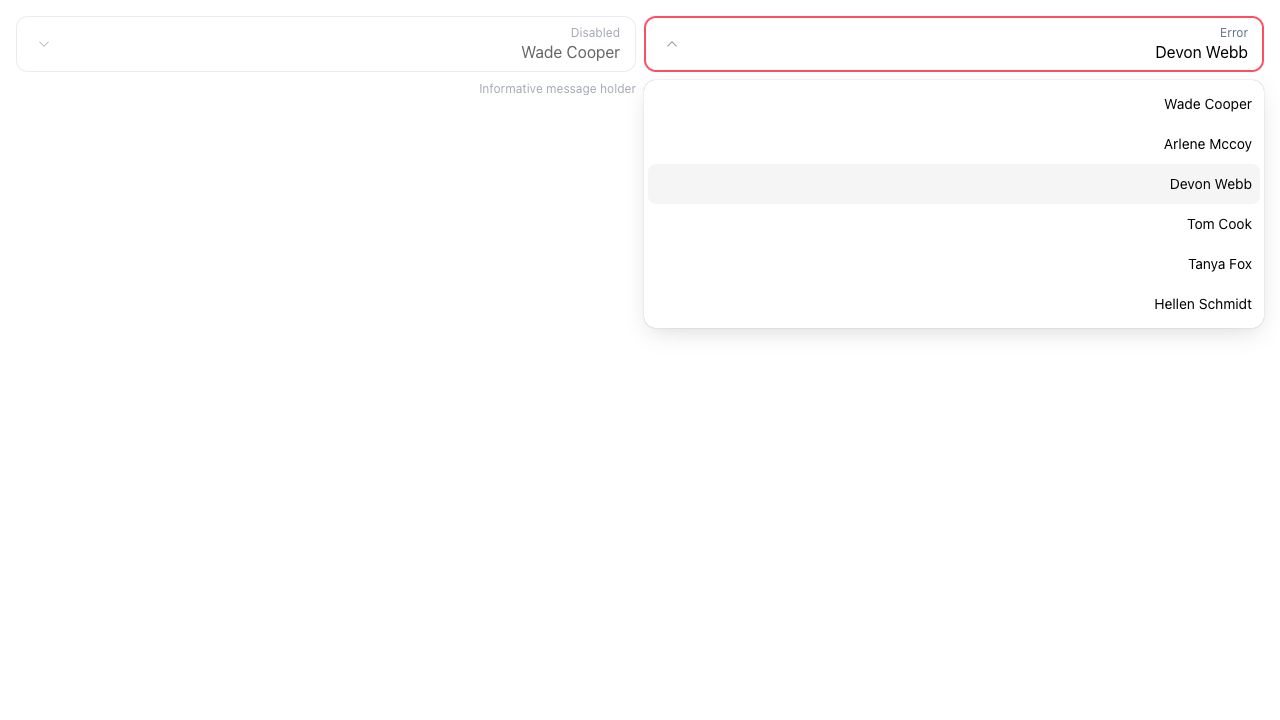 Disabled
Wade Cooper
Informative message holder
Error
Devon Webb
Wade Cooper
Arlene Mccoy
Devon Webb
Tom Cook
Tanya Fox
Hellen Schmidt